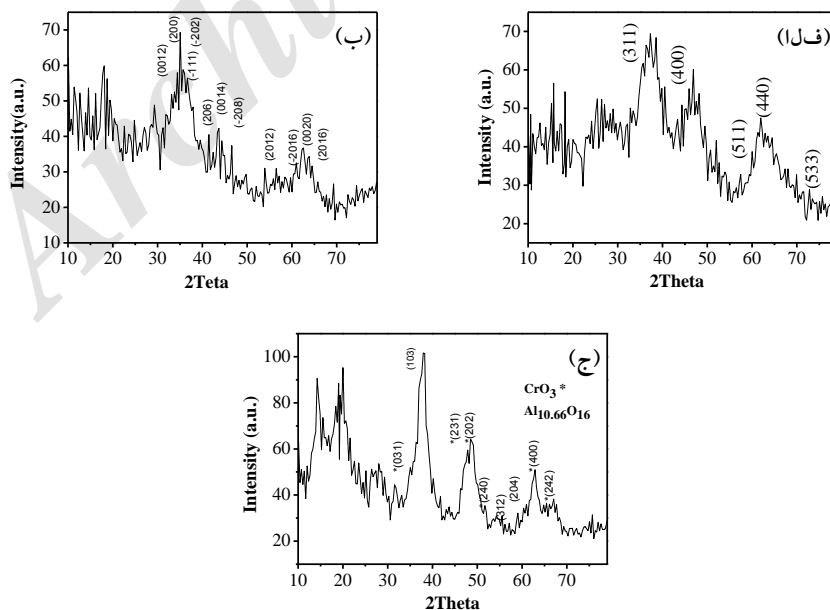 (ب)
Intensity(a.u.)
70
60
50
40
30
20
10
(0012)
(200)
(-111)
(-202)
(206)
(0014)
(-208)
(2012)
(-2016)
(0020)
(2016)
10 20 30 40 50 60 70
2Teta
(الف)
Intensity (a.u.)
70
60
50
40
30
20
(311)
(400)
(511)
(440)
(533)
10 20 30 40 50 60 70
2Theta
(ج)
Intensity (a.u.)
100
80
60
40
20
*(031)
(103)
*(231)
*(202)
*(240)
(312)
(204)
*(400)
*(242)
CrO3 *
Al10.66O16
10 20 30 40 50 60 70
2Theta
Archi